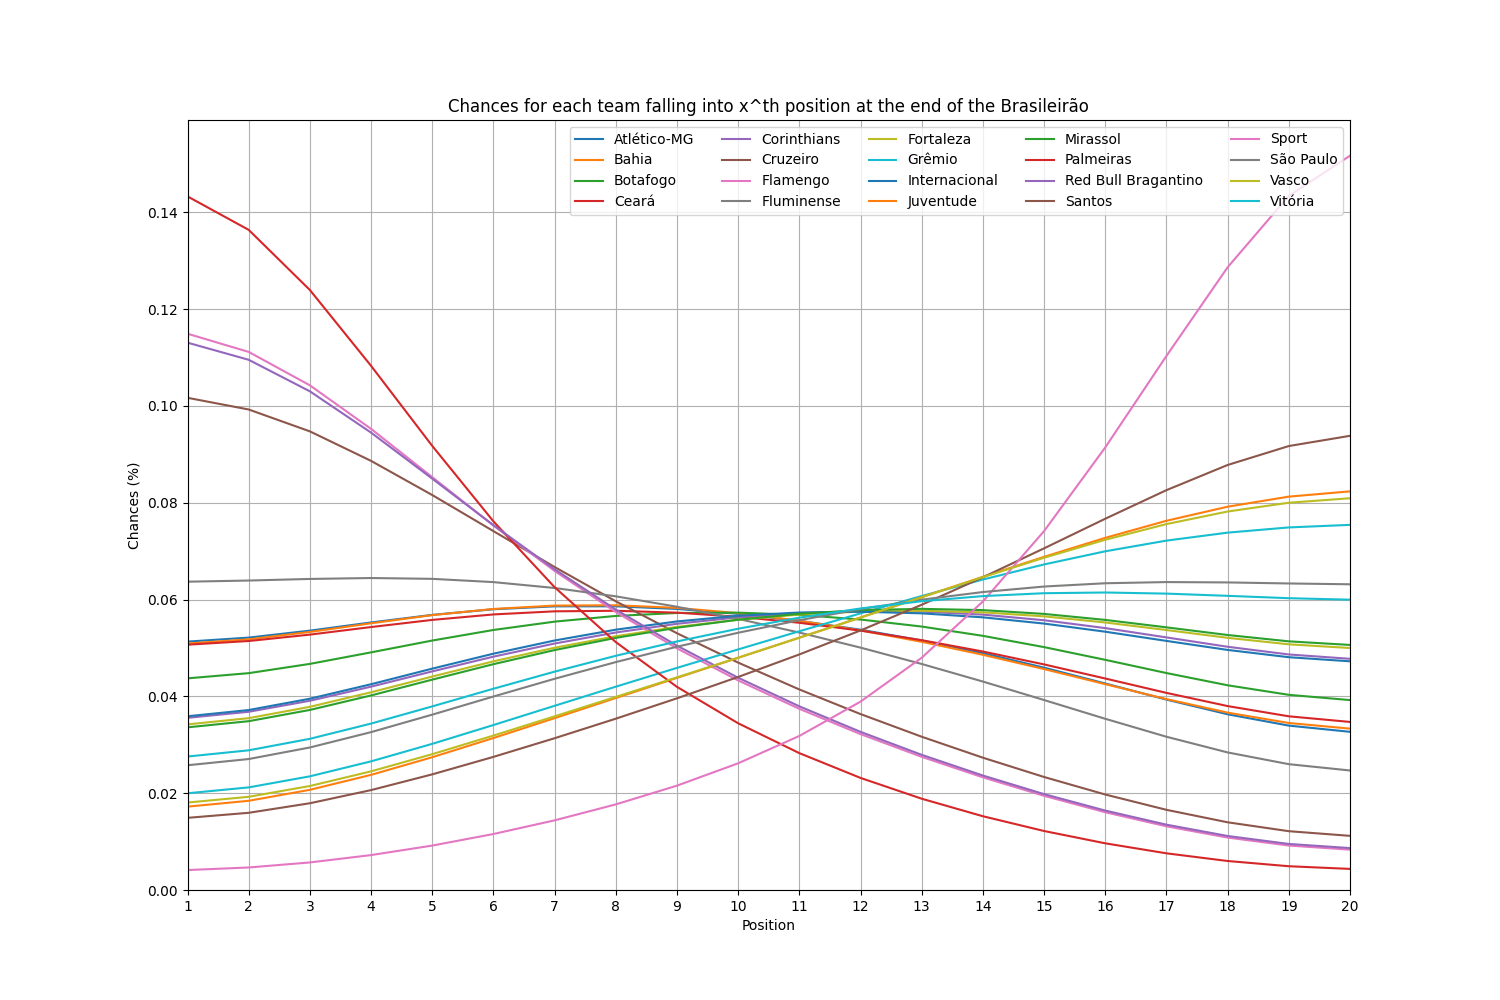 Chances for each team falling into x^th position at the end of the Brasileirão
Atlético-MG Corinthians Fortaleza Mirassol Sport
Bahia Cruzeiro Grêmio Palmeiras São Paulo
Botafogo Flamengo Internacional Red Bull Bragantino Vasco
Ceará Fluminense Juventude Santos Vitória
0.14
0.12
0.10
0.08
0.06
0.04
0.02
0.00
Chances (%)
1 2 3 4 5 6 7 8 9 10 11 12 13 14 15 16 17 18 19 20
Position